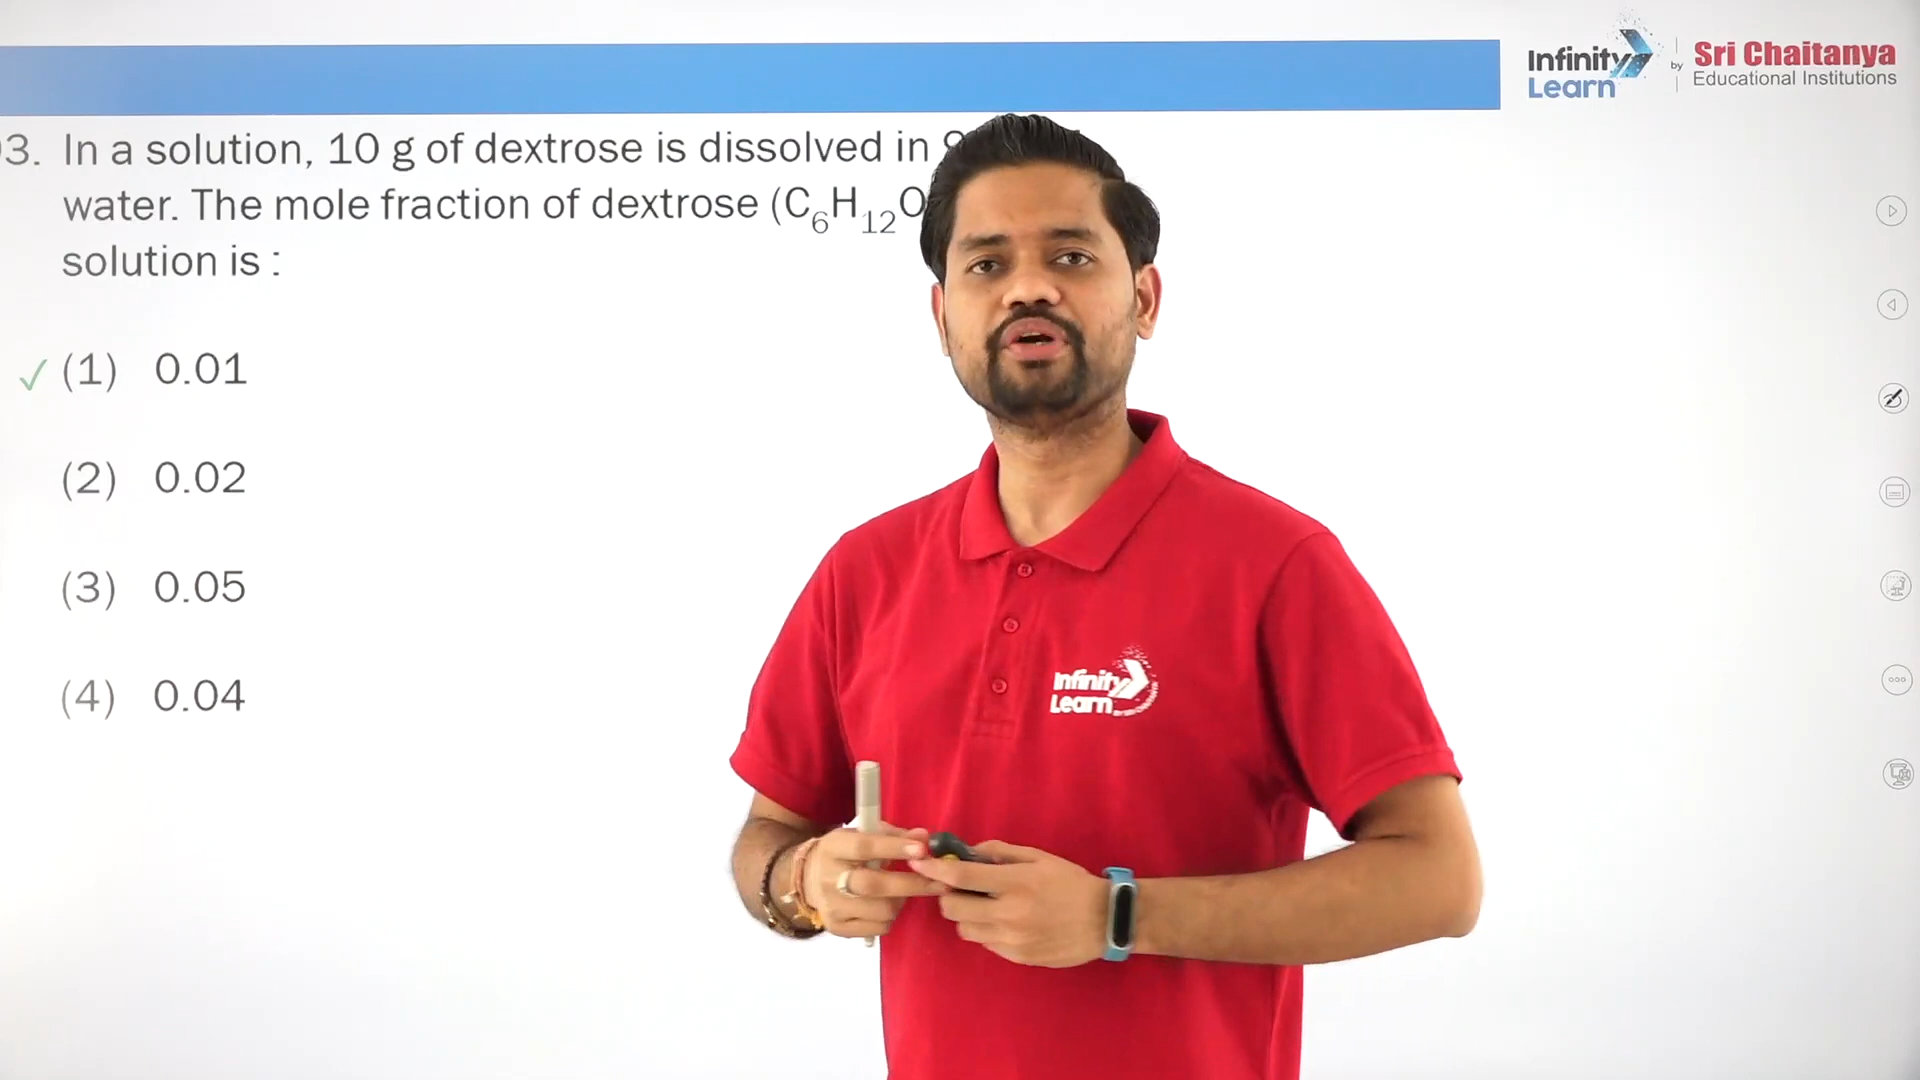 3. In a solution, 10 g of dextrose is dissolved in
water. The mole fraction of dextrose (C6H12O
solution is :
✓ (1) 0.01
(2) 0.02
(3) 0.05
(4) 0.04
Infinity Learn by Sri Chaitanya Educational Institutions
Infinity
Learn